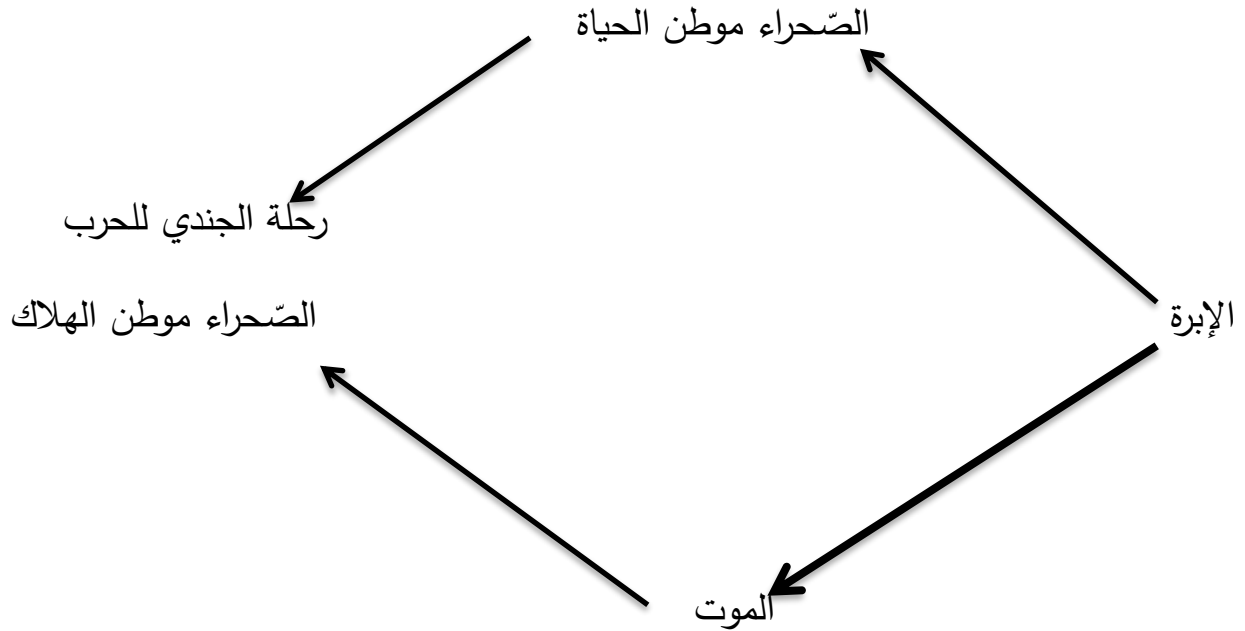 الصّحراء موطن الحياة
رحلة الجندي للحرب
الإبرة
الصّحراء موطن الهلاك
الموت